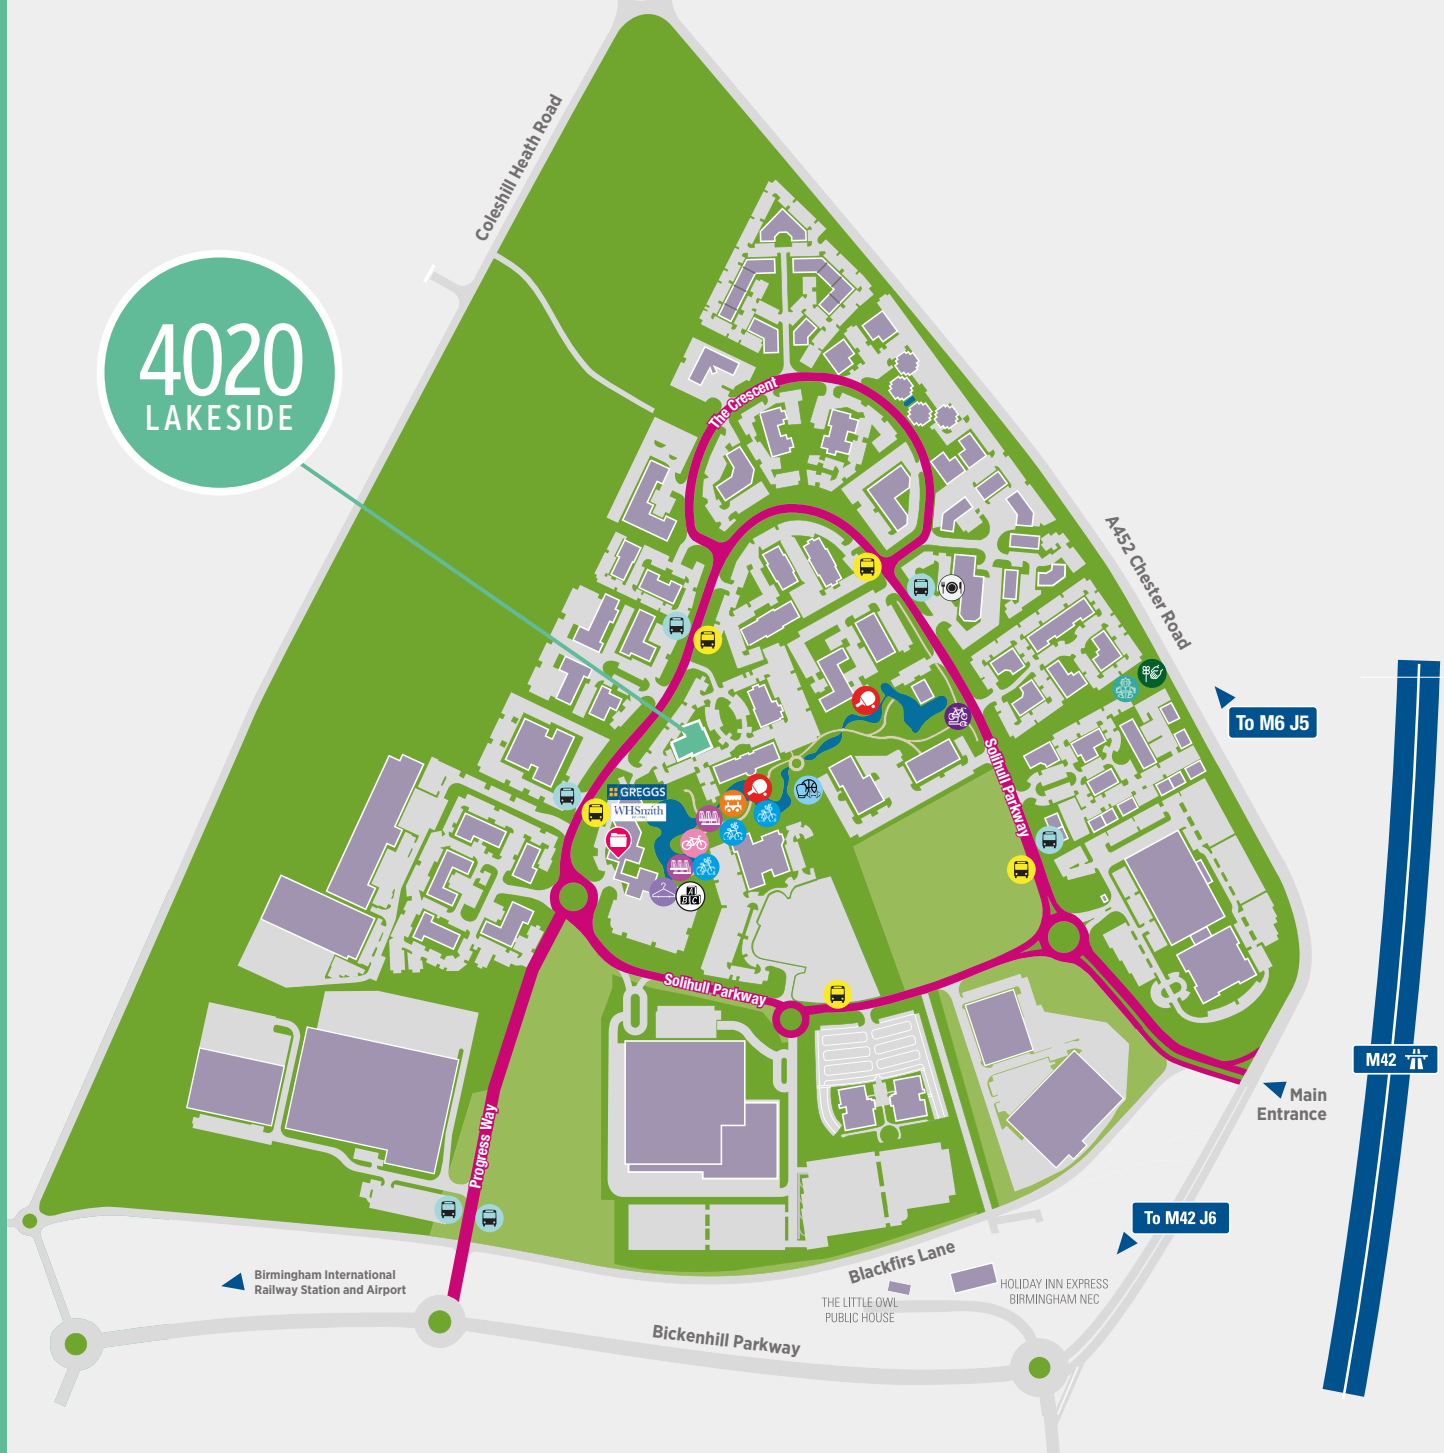 Coleshill Heath Road
4020
LAKESIDE
The Crescent
A452 Chester Road
To M6 J5
Solihull Parkway
GREGGS
WHSmith
A
B C
Solihull Parkway
M42
Main
Entrance
Progress Way
To M42 J6
Blackfirs Lane
Birmingham International
Railway Station and Airport
HOLIDAY INN EXPRESS
BIRMINGHAM NEC
THE LITTLE OWL
PUBLIC HOUSE
Bickenhill Parkway